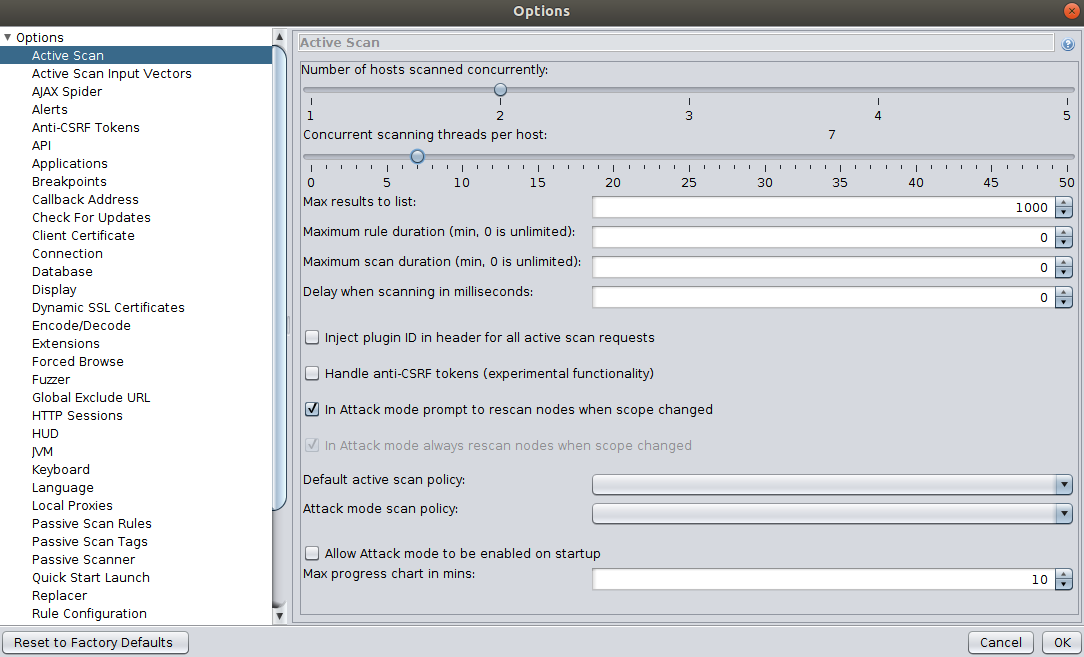 Options
Options
Active Scan
Active Scan Input Vectors
AJAX Spider
Alerts
Anti-CSRF Tokens
API
Applications
Breakpoints
Callback Address
Check For Updates
Client Certificate
Connection
Database
Display
Dynamic SSL Certificates
Encode/Decode
Extensions
Forced Browse
Fuzzer
Global Exclude URL
HTTP Sessions
HUD
JVM
Keyboard
Language
Local Proxies
Passive Scan Rules
Passive Scan Tags
Passive Scanner
Quick Start Launch
Replacer
Rule Configuration
Active Scan
Number of hosts scanned concurrently:
1 2 3 4 5
Concurrent scanning threads per host: 7
0 5 10 15 20 25 30 35 40 45 50
Max results to list: 1000
Maximum rule duration (min, 0 is unlimited): 0
Maximum scan duration (min, 0 is unlimited): 0
Delay when scanning in milliseconds: 0
Inject plugin ID in header for all active scan requests
Handle anti-CSRF tokens (experimental functionality)
In Attack mode prompt to rescan nodes when scope changed
In Attack mode always rescan nodes when scope changed
Default active scan policy:
Attack mode scan policy:
Allow Attack mode to be enabled on startup
Max progress chart in mins: 10
Reset to Factory Defaults
Cancel
OK